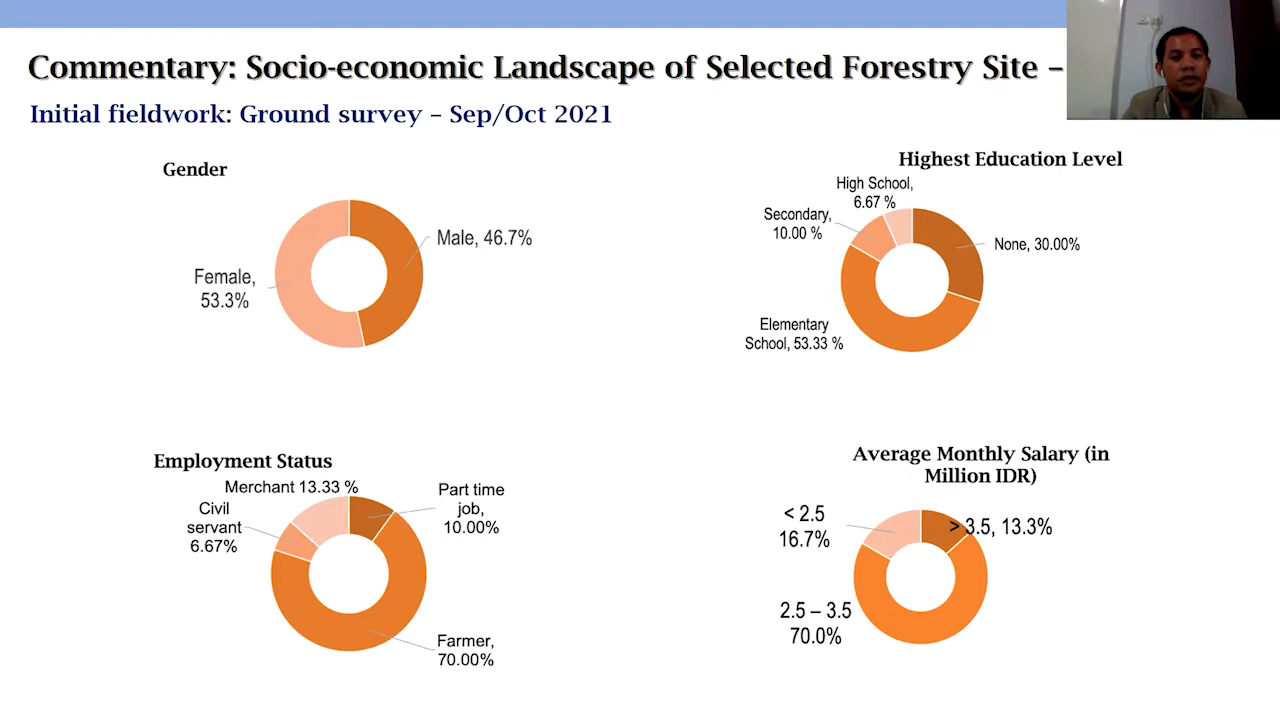 Commentary: Socio-economic Landscape of Selected Forestry Site –
Initial fieldwork: Ground survey – Sep/Oct 2021
Gender
Male, 46.7%
Female,
53.3%
Highest Education Level
High School,
6.67 %
Secondary,
10.00 %
None, 30.00%
Elementary
School, 53.33 %
Employment Status
Merchant 13.33 %
Part time
job,
10.00%
Civil
servant
6.67%
Farmer,
70.00%
Average Monthly Salary (in
Million IDR)
< 2.5
16.7%
> 3.5, 13.3%
2.5 – 3.5
70.0%